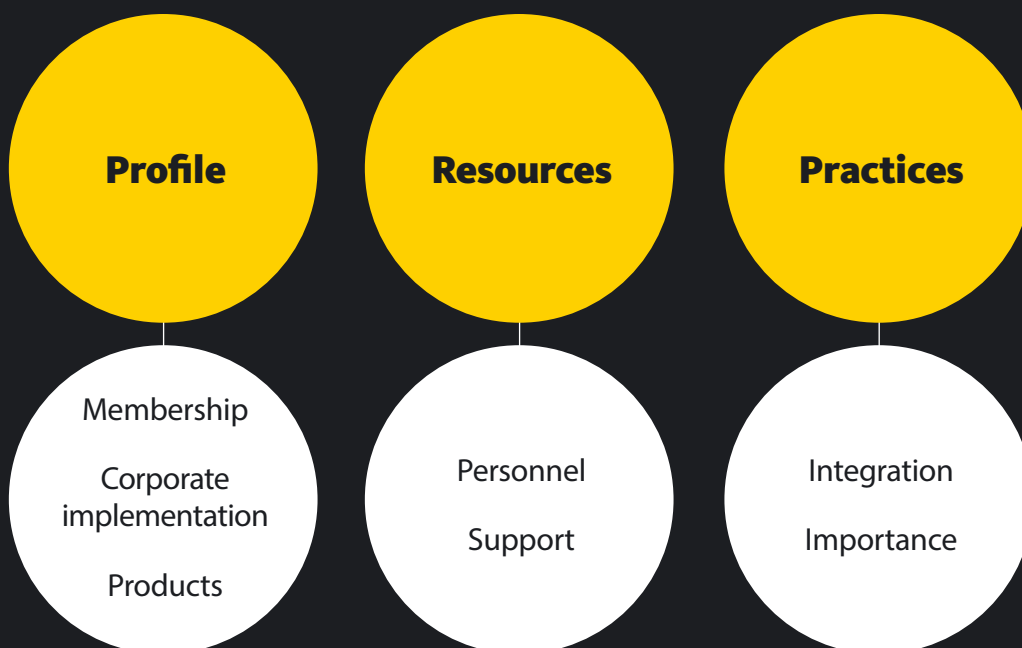 Profile
Membership
Corporate
implementation
Products
Resources
Personnel
Support
Practices
Integration
Importance